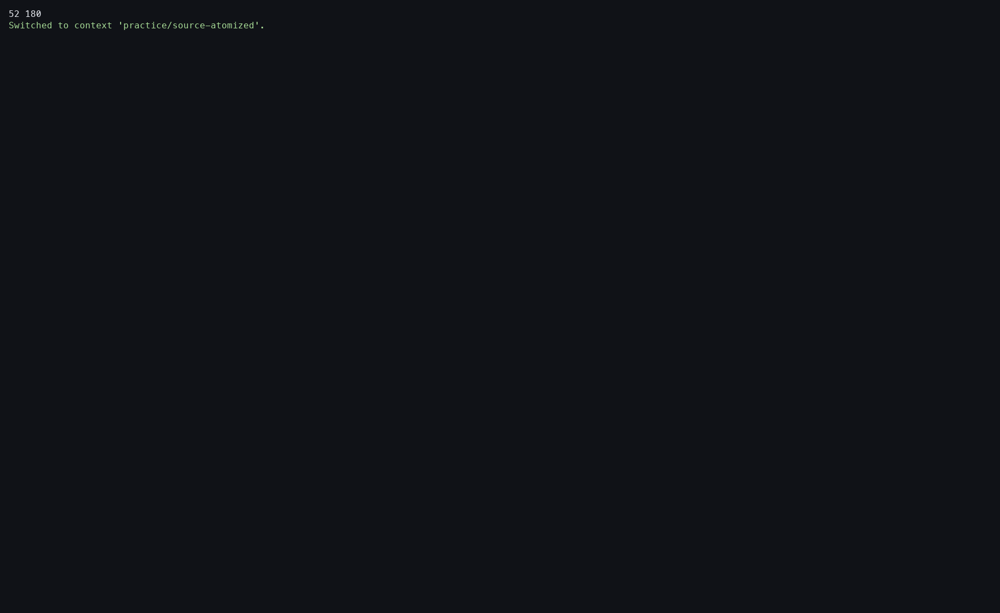 52 180
Switched to context 'practice/source-atomized'.